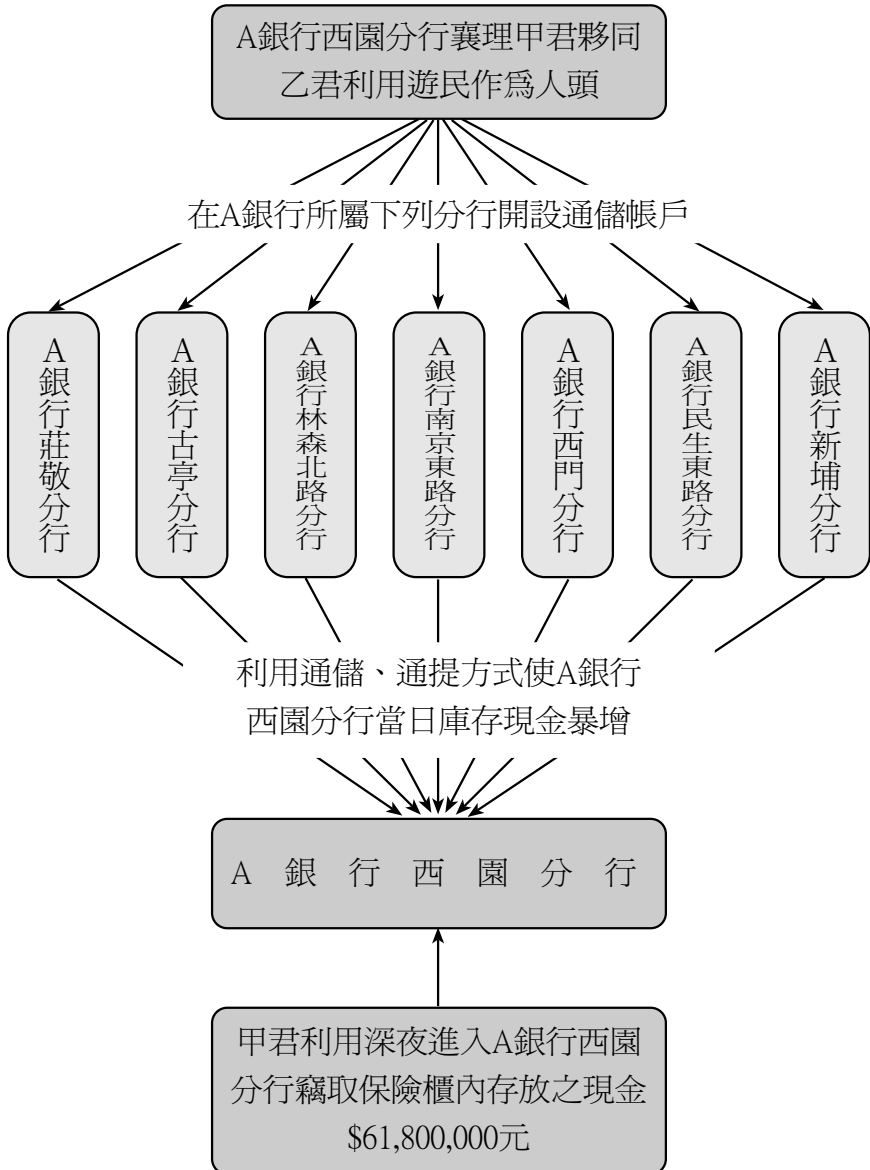 A銀行西園分行襄理甲君夥同
乙君利用遊民作為人頭
在A銀行所屬下列分行開設通儲帳戶
A銀行莊敬分行
A銀行古亭分行
A銀行林森北路分行
A銀行南京東路分行
A銀行西門分行
A銀行民生東路分行
A銀行新埔分行
利用通儲、通提方式使A銀行
西園分行當日庫存現金暴增
A銀行西園分行
甲君利用深夜進入A銀行西園
分行竊取保險櫃內存放之現金
$61,800,000元